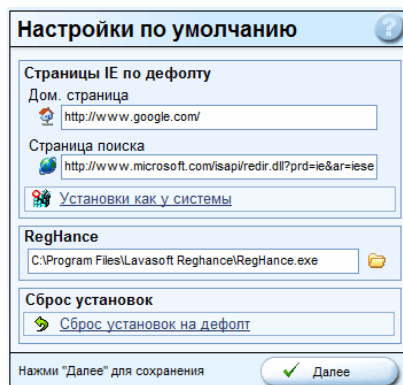 Настройки по умолчанию
?
Страницы IE по дефолту
Дом. страница
http://www.google.com/
Страница поиска
http://www.microsoft.com/isapi/redir.dll?prd=ie&ar=iese
Установки как у системы
RegHance
C:\Program Files\Lavasoft Reghance\RegHance.exe
Сброс установок
Сброс установок на дефолт
Нажми "Далее" для сохранения
Далее